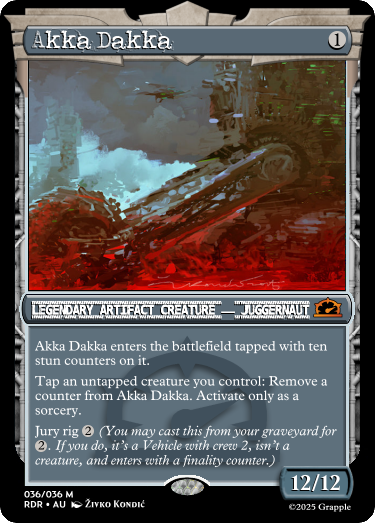 Akka Dakka 1
LEGENDARY ARTIFACT CREATURE — JUGGERNAUT
Akka Dakka enters the battlefield tapped with ten
stun counters on it.
Tap an untapped creature you control: Remove a
counter from Akka Dakka. Activate only as a
sorcery.
Jury rig 2 (You may cast this from your graveyard for
2. If you do, it's a Vehicle with crew 2, isn't a
creature, and enters with a finality counter.)
12/12
036/036 M
RDR • AU Živko Kondić
©2025 Grapple